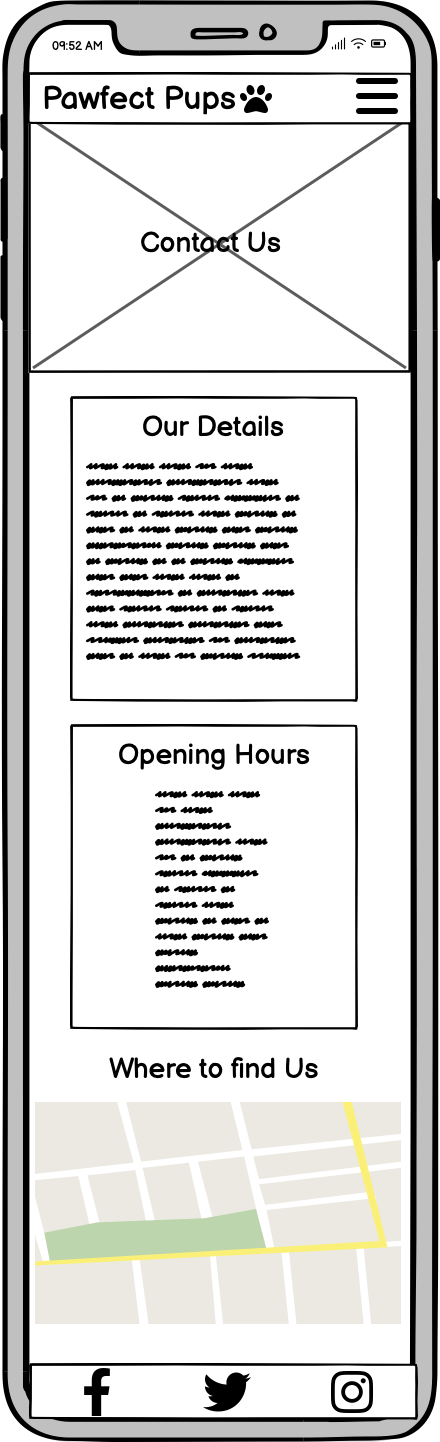 09:52 AM
Pawfect Pups
Contact Us
Our Details
Opening Hours
Where to find Us